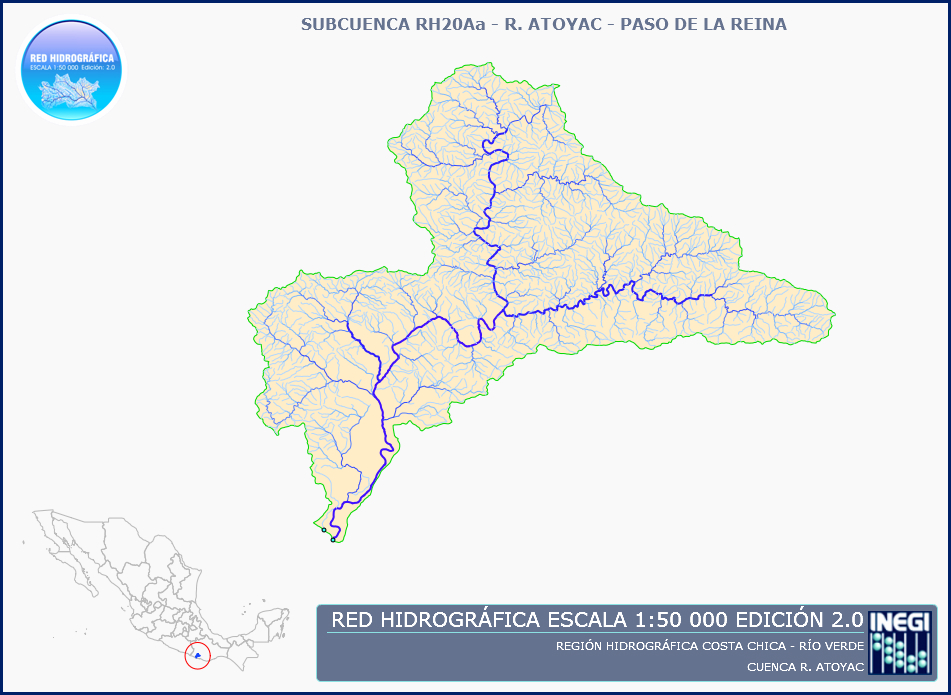 SUBCUENCA RH20Aa - R. ATOYAC - PASO DE LA REINA
RED HIDROGRÁFICA
ESCALA 1:50 000 Edición: 2.0
RED HIDROGRÁFICA ESCALA 1:50 000 EDICIÓN 2.0
REGIÓN HIDROGRÁFICA COSTA CHICA - RÍO VERDE
CUENCA R. ATOYAC
INEGI